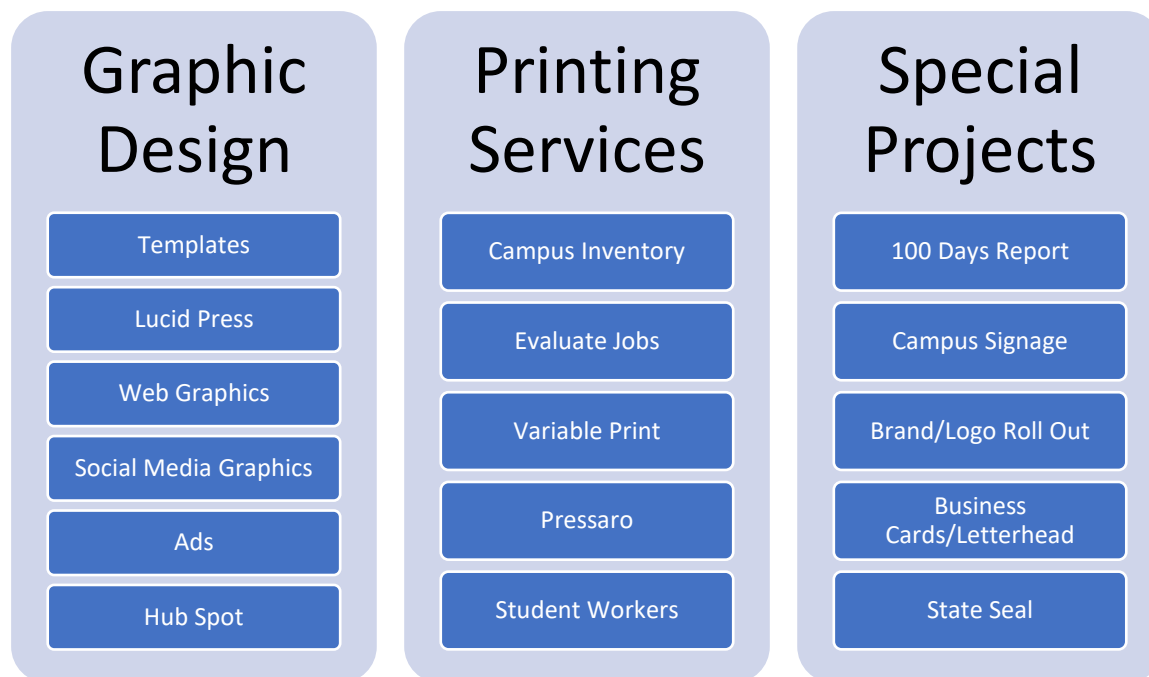 Graphic
Design
Templates
Lucid Press
Web Graphics
Social Media Graphics
Ads
Hub Spot
Printing
Services
Campus Inventory
Evaluate Jobs
Variable Print
Pressaro
Student Workers
Special
Projects
100 Days Report
Campus Signage
Brand/Logo Roll Out
Business
Cards/Letterhead
State Seal